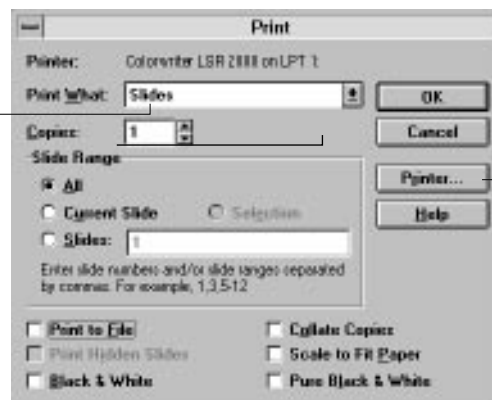 Print
Printer: Colorwriter LSR 2000 on LPT 1:
Print What: Slides
OK
Copies: 1
Cancel
Slide Range
All
Printer...
Current Slide Selection
Help
Slides: 1
Enter slide numbers and/or slide ranges separated
by commas. For example, 1,3,5-12
Print to File Collate Copies
Print Hidden Slides Scale to Fit Paper
Black & White Pure Black & White